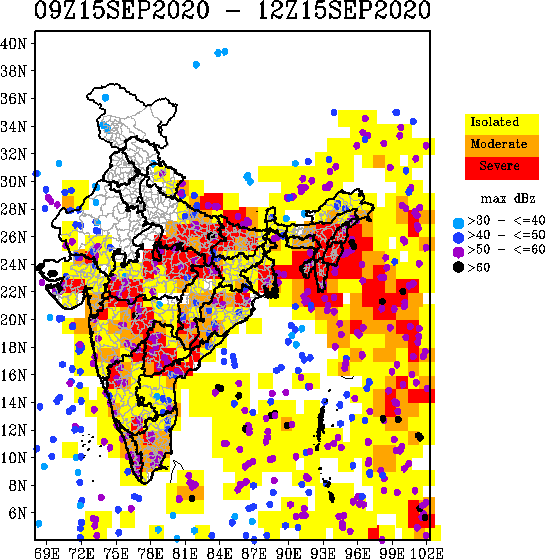 09Z15SEP2020 - 12Z15SEP2020
40N
38N
36N
34N
32N
30N
28N
26N
24N
22N
20N
18N
16N
14N
12N
10N
8N
6N
69E 72E 75E 78E 81E 84E 87E 90E 93E 96E 99E 102E
Isolated
Moderate
Severe
max dBz
>30 - <=40
>40 - <=50
>50 - <=60
>60